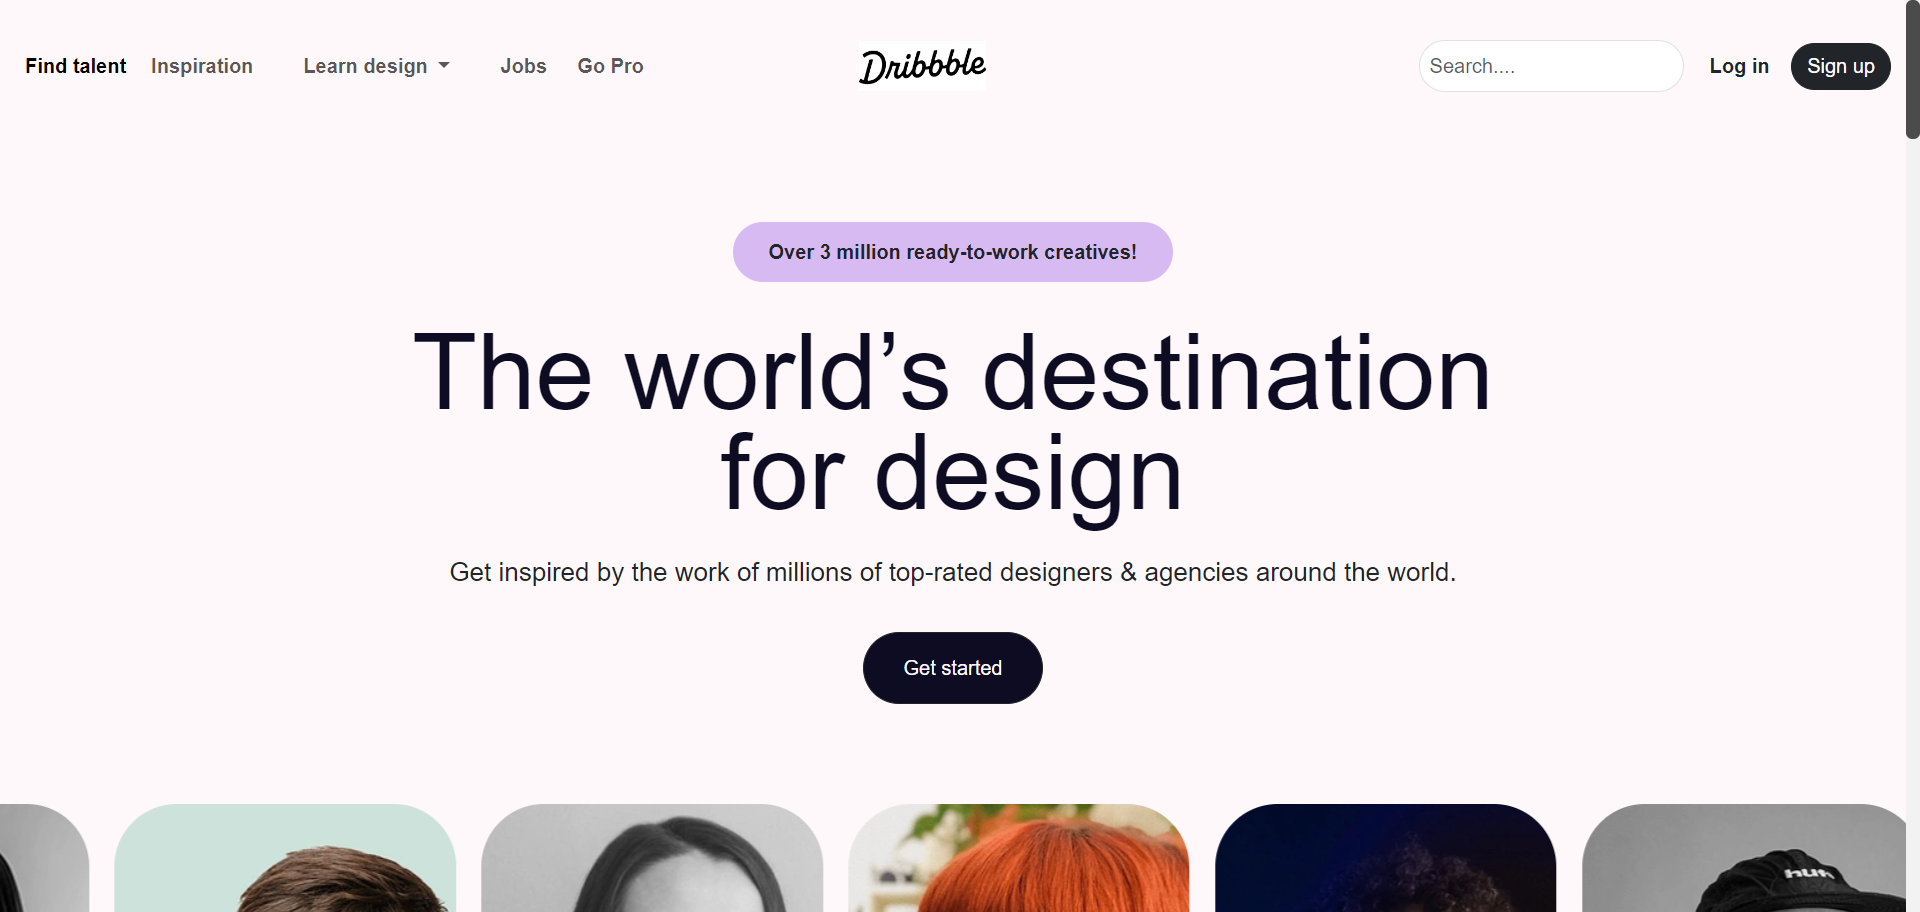 Find talent Inspiration Learn design Jobs Go Pro Dribbble Search.... Log in Sign up
Over 3 million ready-to-work creatives!
The world’s destination
for design
Get inspired by the work of millions of top-rated designers & agencies around the world.
Get started